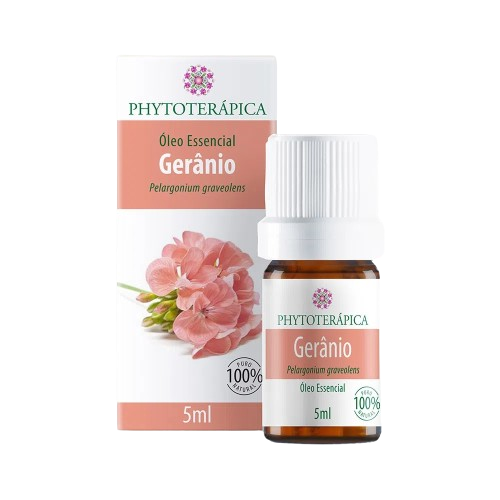 PHYTOTERÁPICA
Óleo Essencial
Gerânio
Pelargonium graveolens
PURO
100%
NATURAL
5ml
PHYTOTERÁPICA
Gerânio
Pelargonium graveolens
Óleo Essencial
5ml
PURO
100%
NATURAL